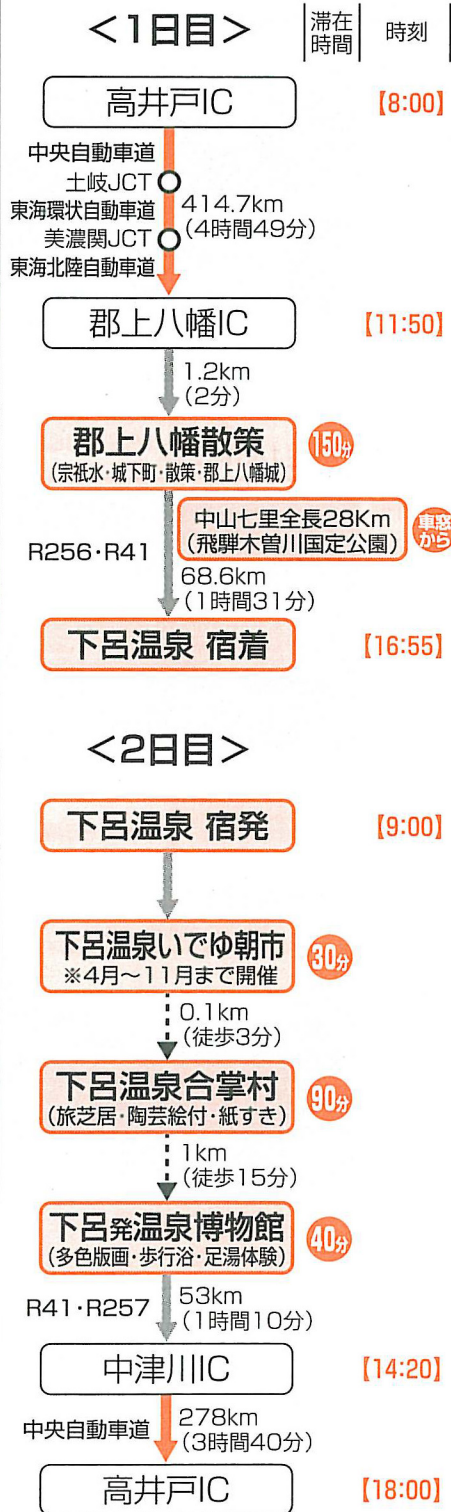 <1日目>
滞在
時間
時刻
高井戸IC
【8:00】
中央自動車道
土岐JCT
東海環状自動車道
美濃関JCT
東海北陸自動車道
414.7km
(4時間49分)
郡上八幡IC
【11:50】
1.2km
(2分)
郡上八幡散策
(宗祇水・城下町・散策・郡上八幡城)
150分
中山七里全長28Km
(飛騨木曽川国定公園)
車窓
から
R256・R41
68.6km
(1時間31分)
下呂温泉 宿着
【16:55】
<2日目>
下呂温泉 宿発
【9:00】
下呂温泉いでゆ朝市
※4月〜11月まで開催
30分
0.1km
(徒歩3分)
下呂温泉合掌村
(旅芝居・陶芸絵付・紙すき)
90分
1km
(徒歩15分)
下呂発温泉博物館
(多色版画・歩行浴・足湯体験)
40分
R41・R257
53km
(1時間10分)
中津川IC
【14:20】
中央自動車道
278km
(3時間40分)
高井戸IC
【18:00】